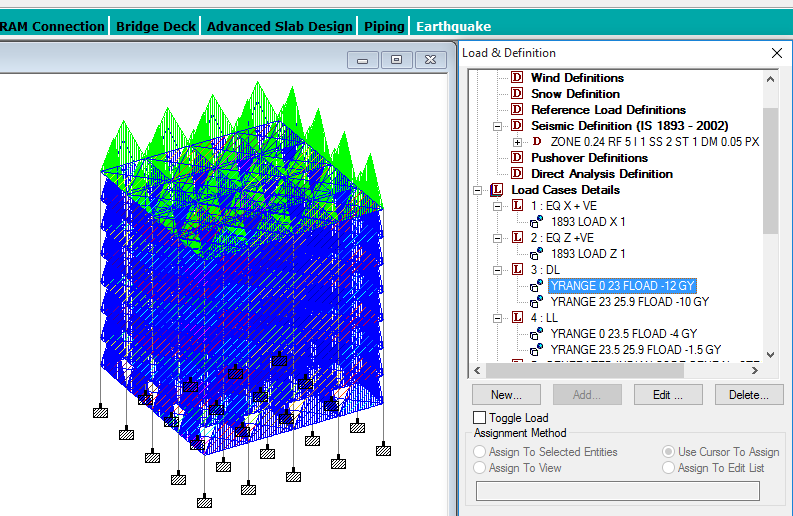 RAM Connection Bridge Deck Advanced Slab Design Piping Earthquake
Load & Definition
Wind Definitions
Snow Definition
Reference Load Definitions
Seismic Definition (IS 1893 - 2002)
ZONE 0.24 RF 5 I 1 SS 2 ST 1 DM 0.05 PX
Pushover Definitions
Direct Analysis Definition
Load Cases Details
1 : EQ X + VE
1893 LOAD X 1
2 : EQ Z +VE
1893 LOAD Z 1
3 : DL
YRANGE 0 23 FLOAD -12 GY
YRANGE 23 25.9 FLOAD -10 GY
4 : LL
YRANGE 0 23.5 FLOAD -4 GY
YRANGE 23.5 25.9 FLOAD -1.5 GY
New... Add... Edit ... Delete...
Toggle Load
Assignment Method
Assign To Selected Entities Use Cursor To Assign
Assign To View Assign To Edit List